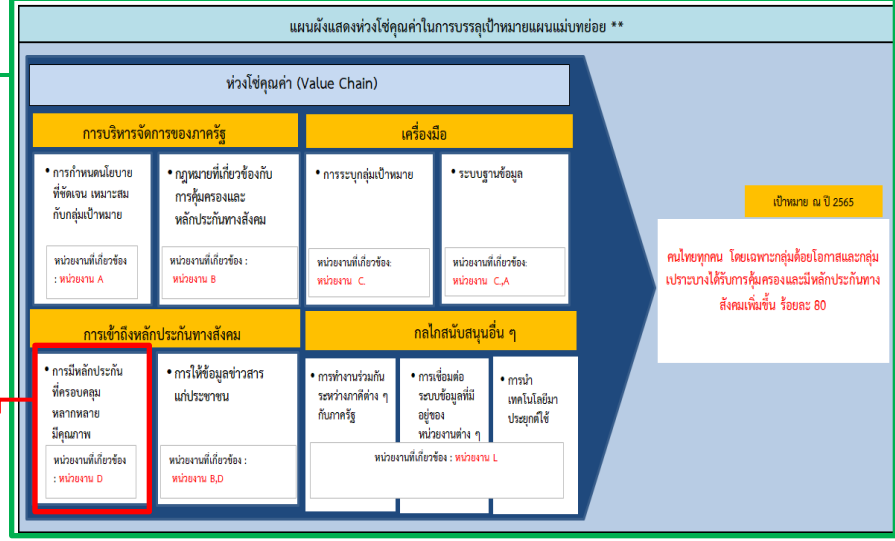 แผนผังแสดงห่วงโซ่คุณค่าในการบรรลุเป้าหมายแผนแม่บทย่อย **
ห่วงโซ่คุณค่า (Value Chain)
การบริหารจัดการของภาครัฐ
• การกำหนดนโยบาย
ที่ชัดเจน เหมาะสม
กับกลุ่มเป้าหมาย
หน่วยงานที่เกี่ยวข้อง
: หน่วยงาน A
• กฎหมายที่เกี่ยวข้องกับ
การคุ้มครองและ
หลักประกันทางสังคม
หน่วยงานที่เกี่ยวข้อง :
หน่วยงาน B
เครื่องมือ
• การระบุกลุ่มเป้าหมาย
หน่วยงานที่เกี่ยวข้อง:
หน่วยงาน C,
• ระบบฐานข้อมูล
หน่วยงานที่เกี่ยวข้อง:
หน่วยงาน C,A
การเข้าถึงหลักประกันทางสังคม
• การมีหลักประกัน
ที่ครอบคลุม
หลากหลาย
มีคุณภาพ
หน่วยงานที่เกี่ยวข้อง
: หน่วยงาน D
• การให้ข้อมูลข่าวสาร
แก่ประชาชน
หน่วยงานที่เกี่ยวข้อง :
หน่วยงาน B,D
กลไกสนับสนุนอื่น ๆ
• การทำงานร่วมกัน
ระหว่างภาคีต่าง ๆ
กับภาครัฐ
• การเชื่อมต่อ
ระบบข้อมูลที่มี
อยู่ของ
หน่วยงานต่าง ๆ
• การนำ
เทคโนโลยีมา
ประยุกต์ใช้
หน่วยงานที่เกี่ยวข้อง : หน่วยงาน L
เป้าหมาย ณ ปี 2565
คนไทยทุกคน โดยเฉพาะกลุ่มด้อยโอกาสและกลุ่ม
เปราะบางได้รับการคุ้มครองและมีหลักประกันทาง
สังคมเพิ่มขึ้น ร้อยละ 80